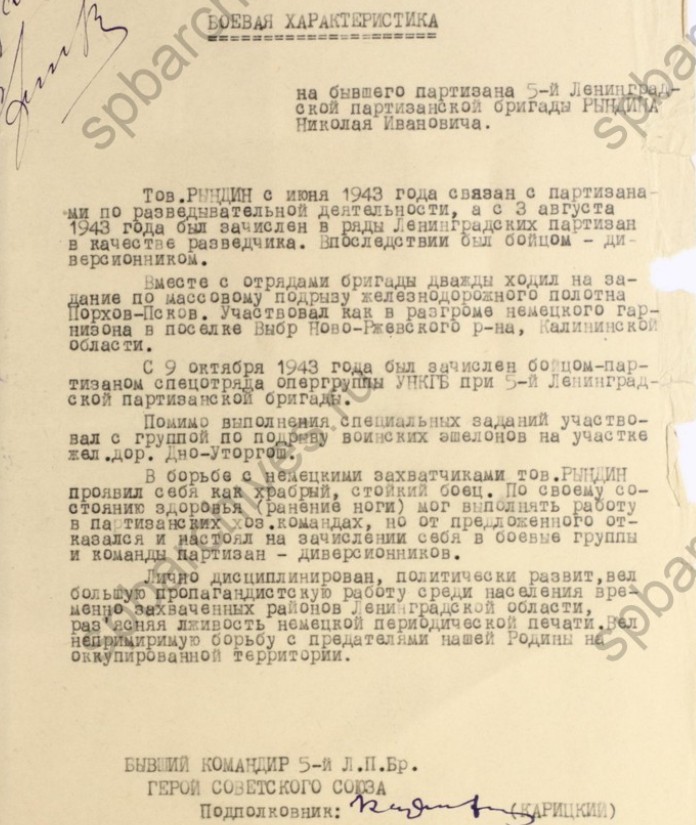 БОЕВАЯ ХАРАКТЕРИСТИКА
на бывшего партизана 5-й Ленинград-
ской партизанской бригады РЫНДИНА
Николая Ивановича.
Тов.РЫНДИН с июня 1943 года связан с партизана-
ми по разведывательной деятельности, а с 3 августа
1943 года был зачислен в ряды Ленинградских партизан
в качестве разведчика. Впоследствии был бойцом - ди-
версионником.
Вместе с отрядами бригады дважды ходил на за-
дание по массовому подрызу железнодорожного полотна
Порхов-Псков. Участвовал как в разгроме немецкого гар-
низона в поселке Выбр Ново-Ржевского р-на, Калининской
области.
С 9 октября 1943 года был зачислен бойцом-пар-
тизаном спецотряда опергруппы УНКГБ при 5-й Ленинград-
ской партизанской бригады.
Помимо выполнения специальных заданий участво-
вал с группой по подрыву воинских эшелонов на участке
жел.дор. Дно-Уторгош.
В борьбе с немецкими захватчиками тов.РЫНДИН
проявил себя как храбрый, стойкий боец. По своему со-
стоянию здоровья (ранение ноги) мог выполнять работу
в партизанских хоз.командах, но от предложенного от-
казался и настоял на зачислении себя в боевые группы
и команды партизан - диверсионников.
Лично дисциплинирован, политически развит,вел
большую пропагандистскую работу среди населения вре-
менно захваченных районов Ленинградской области,
раз"ясняя лживость немецкой периодической печати.Вел
непримиримую борьбу с предателями нашей Родины на
оккупированной территории.
БЫВШИЙ КОМАНДИР 5-й Л.П.Бр.
ГЕРОЙ СОВЕТСКОГО СОЮЗА
Подполковник: (КАРИЦКИЙ)
spbarchives.ru